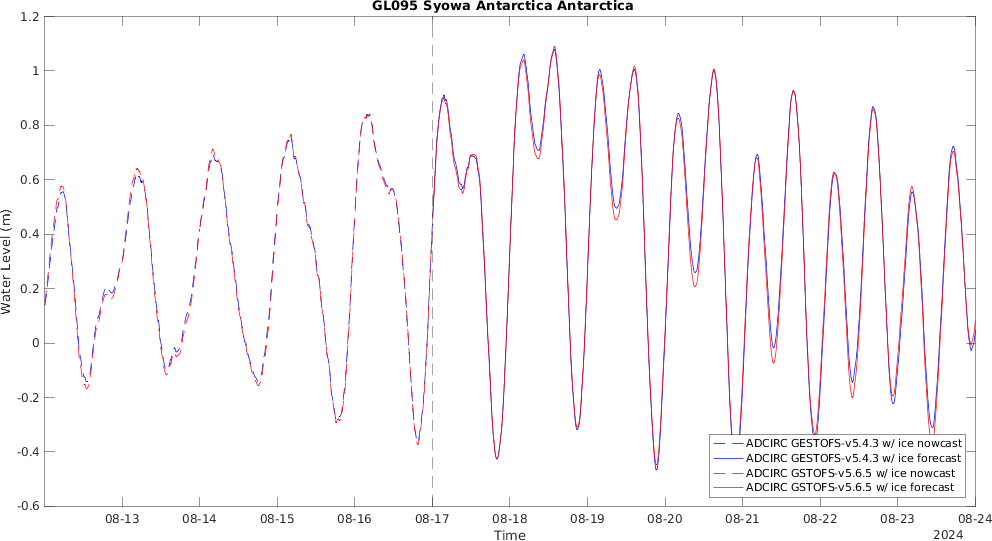 GL095 Syowa Antarctica Antarctica
1.2
1
0.8
0.6
0.4
0.2
0
-0.2
-0.4
-0.6
Water Level (m)
ADCIRC GESTOFS-v5.4.3 w/ ice nowcast
ADCIRC GESTOFS-v5.4.3 w/ ice forecast
ADCIRC GSTOFS-v5.6.5 w/ ice nowcast
ADCIRC GSTOFS-v5.6.5 w/ ice forecast
08-13 08-14 08-15 08-16 08-17 08-18 08-19 08-20 08-21 08-22 08-23 08-24
Time
2024